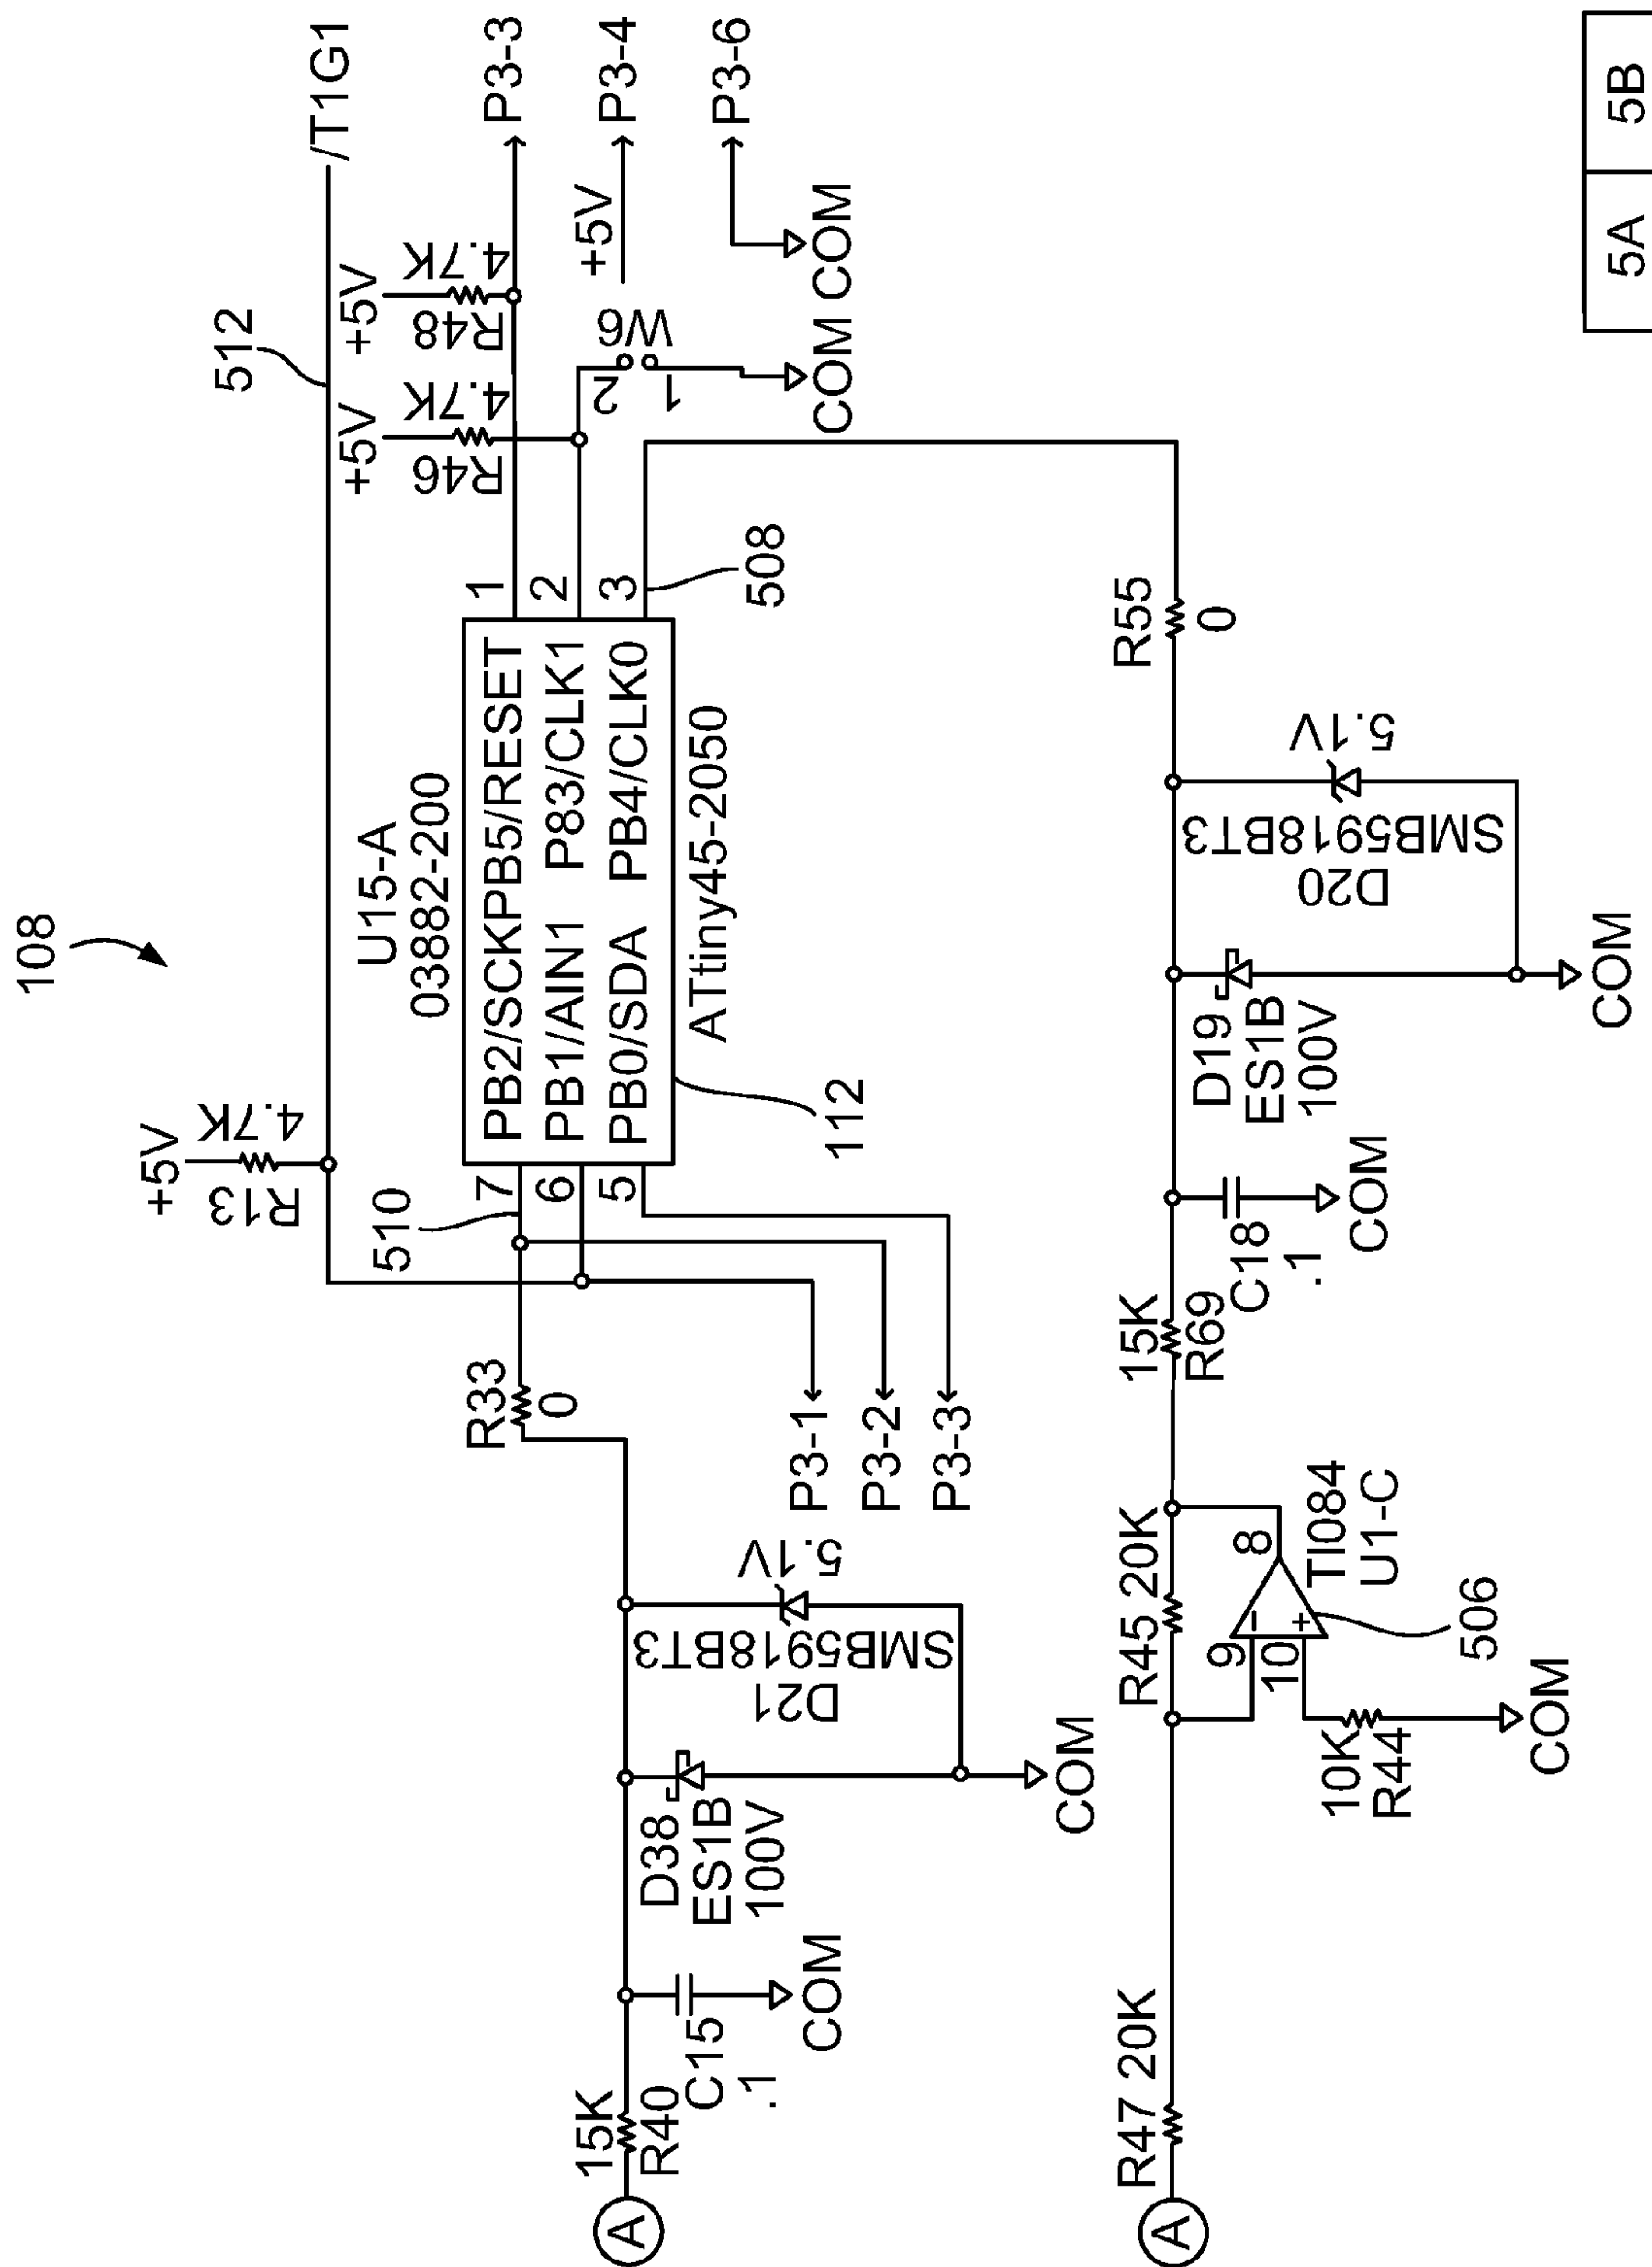 108
512
/T1G1
+5V
4.7K
R13
+5V
4.7K
R46
+5V
4.7K
R48
P3-3
+5V
P3-4
P3-6
W6
2
1
COM
COM
U15-A
03882-200
PB2/SCKPB5/RESET
PB1/AIN1 P83/CLK1
PB0/SDA PB4/CLK0
ATtiny45-2050
7
6
5
1
2
3
510
508
112
R33
0
P3-1
P3-2
P3-3
A
15K
R40
C15
.1
COM
D38
ES1B
100V
D21
SMB5918BT3
5.1V
COM
A
R47 20K
R45 20K
9
10
8
TI084
U1-C
506
10K
R44
COM
15K
R69
C18
.1
COM
D19
ES1B
100V
D20
SMB5918BT3
5.1V
COM
R55
0
5A 5B